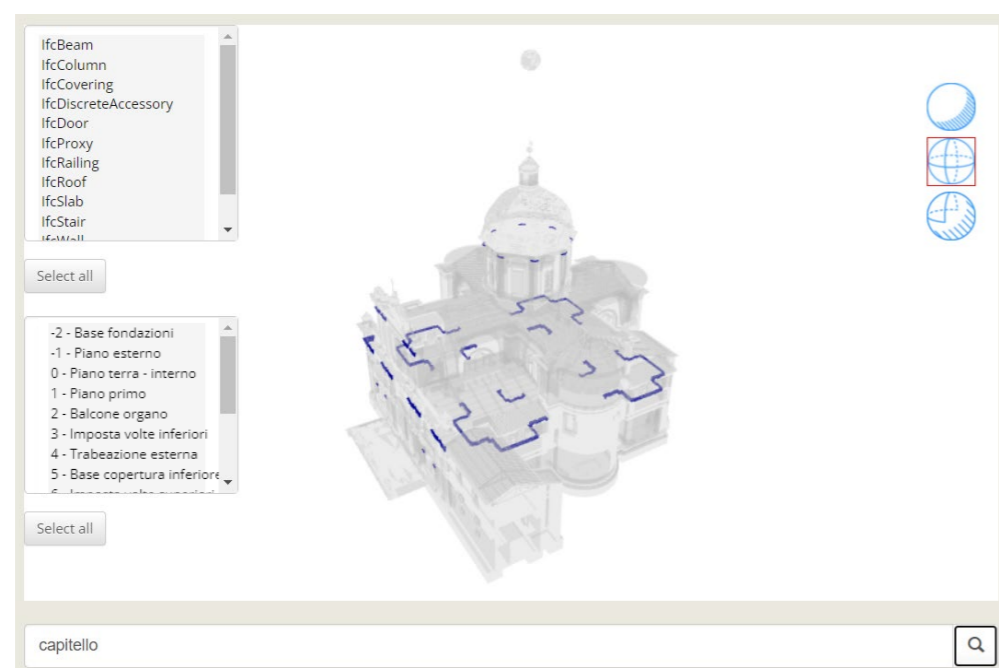 IfcBeam
IfcColumn
IfcCovering
IfcDiscreteAccessory
IfcDoor
IfcProxy
IfcRailing
IfcRoof
IfcSlab
IfcStair
IfcWall
Select all
-2 - Base fondazioni
-1 - Piano esterno
0 - Piano terra - interno
1 - Piano primo
2 - Balcone organo
3 - Imposta volte inferiori
4 - Trabeazione esterna
5 - Base copertura inferiore
Select all
capitello